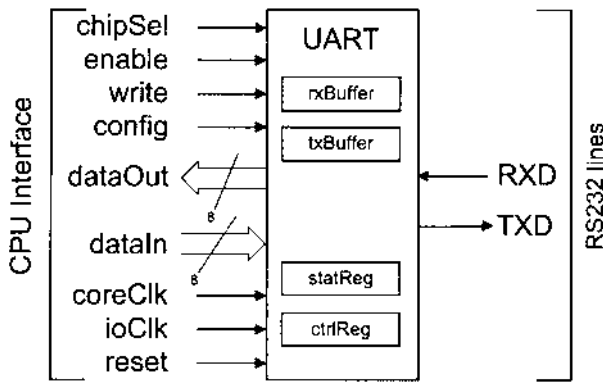 CPU Interface
chipSel
enable
write
config
dataOut
8
dataIn
8
coreClk
ioClk
reset
UART
rxBuffer
txBuffer
statReg
ctrlReg
RXD
TXD
RS232 lines